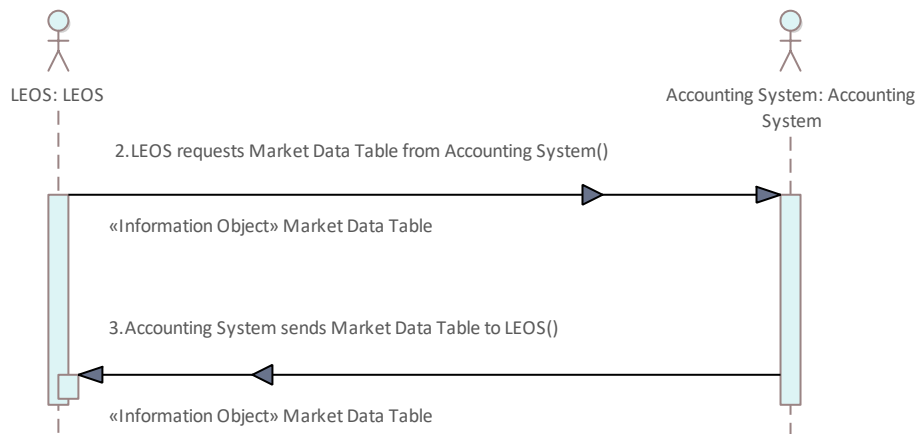 LEOS: LEOS
Accounting System: Accounting
System
2.LEOS requests Market Data Table from Accounting System()
«Information Object» Market Data Table
3.Accounting System sends Market Data Table to LEOS()
«Information Object» Market Data Table